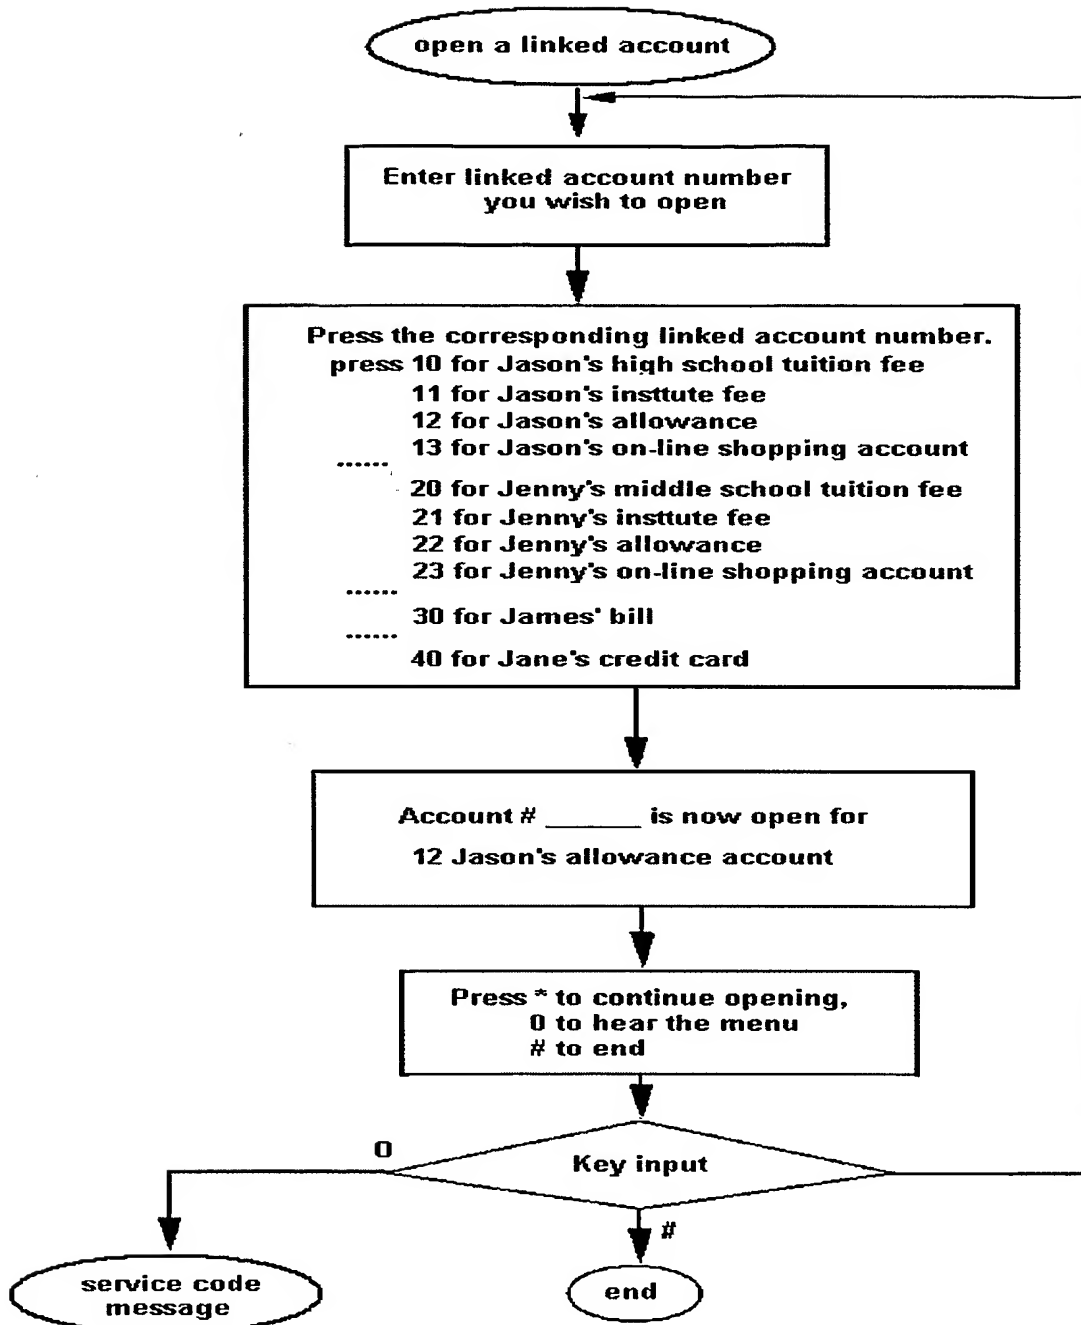 open a linked account
Enter linked account number
you wish to open
Press the corresponding linked account number.
press 10 for Jason's high school tuition fee
11 for Jason's insttute fee
12 for Jason's allowance
13 for Jason's on-line shopping account
......
20 for Jenny's middle school tuition fee
21 for Jenny's insttute fee
22 for Jenny's allowance
23 for Jenny's on-line shopping account
......
30 for James' bill
......
40 for Jane's credit card
Account # ______ is now open for
12 Jason's allowance account
Press * to continue opening,
0 to hear the menu
# to end
0
Key input
#
service code
message
end